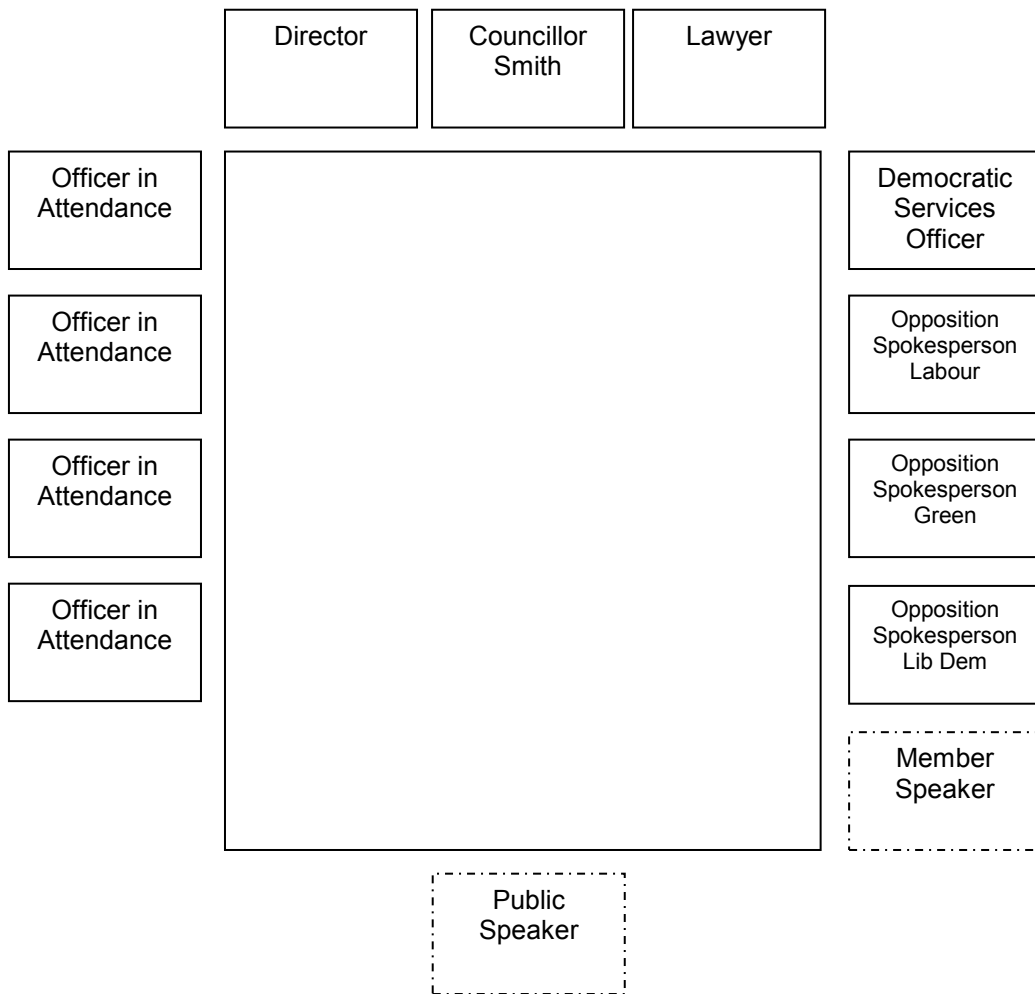 Director
Councillor
Smith
Lawyer
Officer in
Attendance
Democratic
Services
Officer
Officer in
Attendance
Opposition
Spokesperson
Labour
Officer in
Attendance
Opposition
Spokesperson
Green
Officer in
Attendance
Opposition
Spokesperson
Lib Dem
Member
Speaker
Public
Speaker